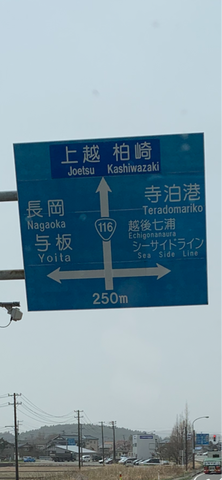 上越 柏崎
Joetsu Kashiwazaki
長岡
Nagaoka
与板
Yoita
116
寺泊港
Teradomariko
越後七浦
Echigonanaura
シーサイドライン
Sea Side Line
250m